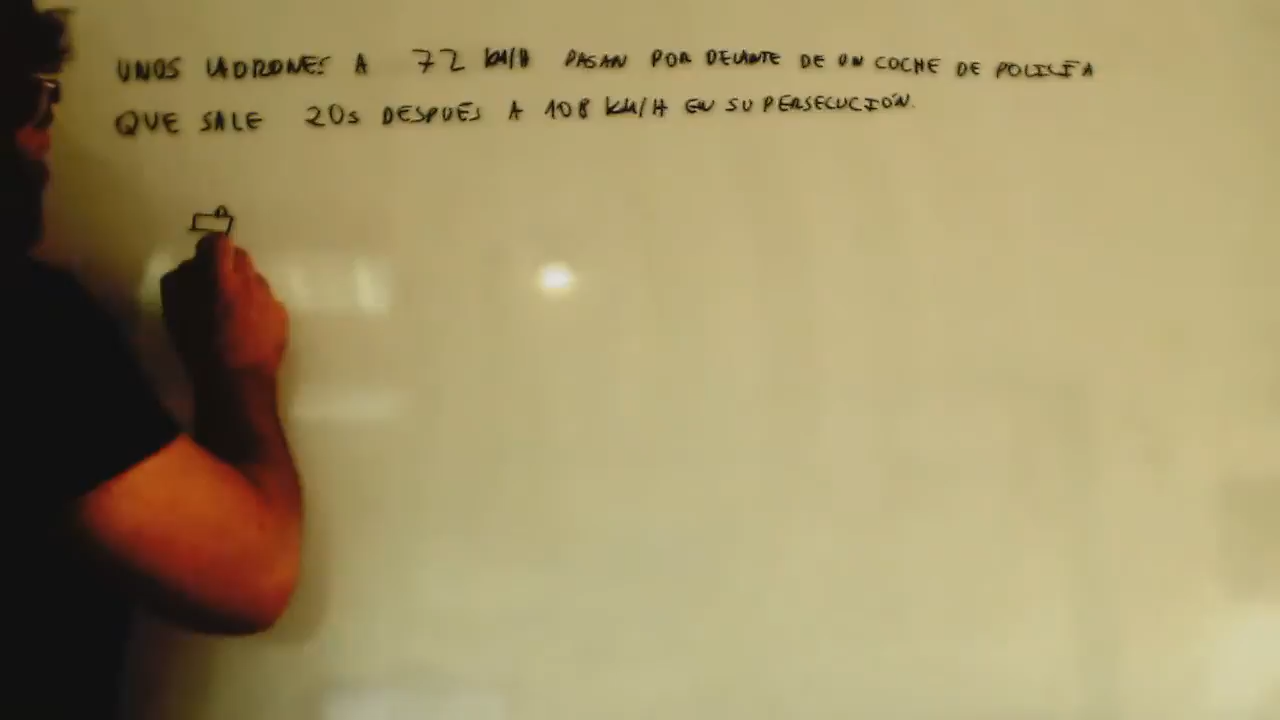 UNOS LADRONES A 72 KM/H PASAN POR DELANTE DE UN COCHE DE POLICÍA
QUE SALE 20s DESPUES A 108 KM/H EN SU PERSECUCIÓN.